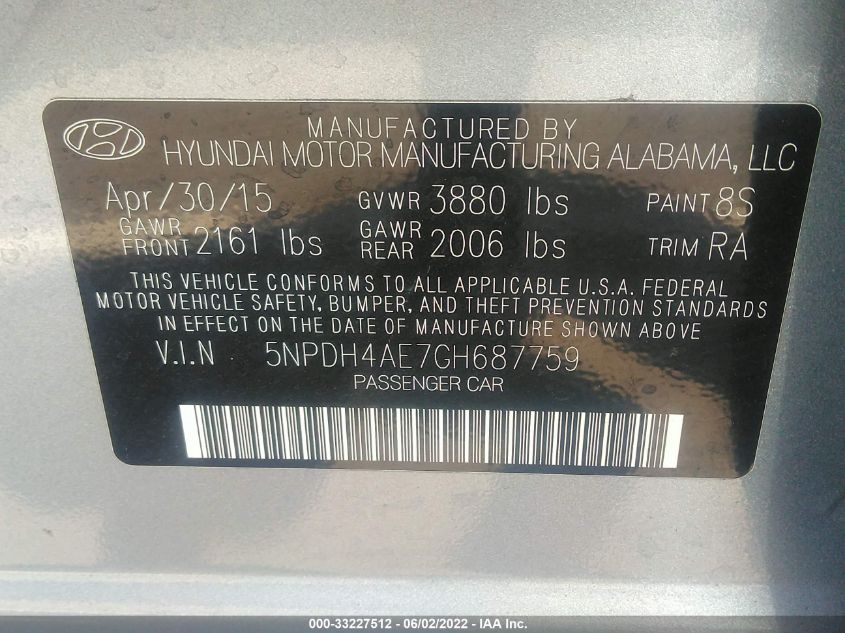 MANUFACTURED BY
HYUNDAI MOTOR MANUFACTURING ALABAMA, LLC
Apr/30/15 GVWR 3880 lbs PAINT 8S
GAWR FRONT 2161 lbs GAWR REAR 2006 lbs TRIM RA
THIS VEHICLE CONFORMS TO ALL APPLICABLE U.S.A. FEDERAL
MOTOR VEHICLE SAFETY, BUMPER, AND THEFT PREVENTION STANDARDS
IN EFFECT ON THE DATE OF MANUFACTURE SHOWN ABOVE
V.I.N 5NPDH4AE7GH687759
PASSENGER CAR
000-33227512 - 06/02/2022 - IAA Inc.